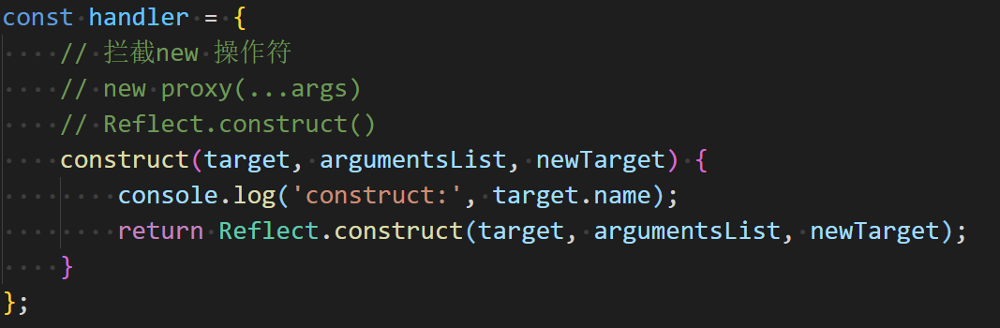 const handler = {
    // 拦截new 操作符
    // new proxy(...args)
    // Reflect.construct()
    construct(target, argumentsList, newTarget) {
        console.log('construct:', target.name);
        return Reflect.construct(target, argumentsList, newTarget);
    }
};